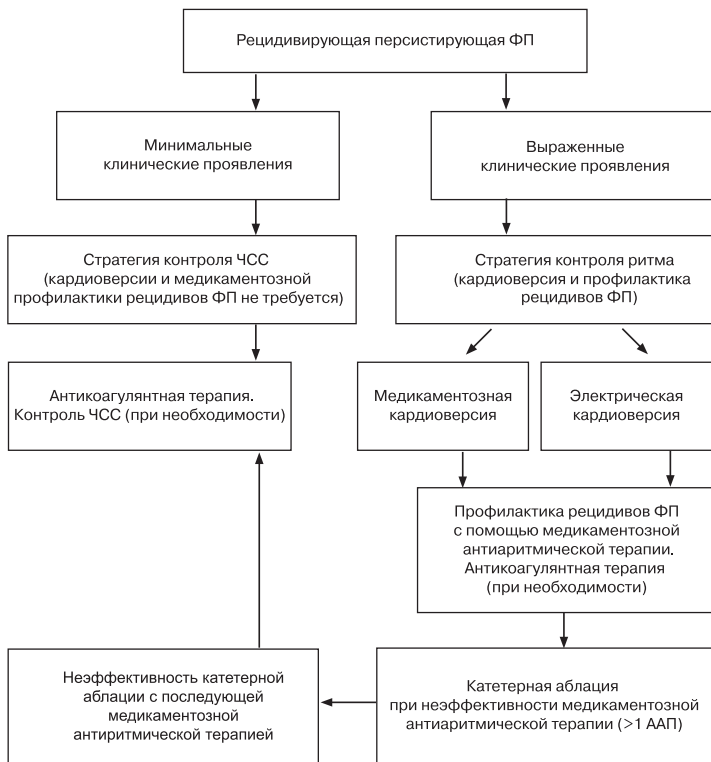 Рецидивирующая персистирующая ФП
Минимальные
клинические проявления
Выраженные
клинические проявления
Стратегия контроля ЧСС
(кардиоверсии и медикаментозной
профилактики рецидивов ФП не требуется)
Стратегия контроля ритма
(кардиоверсия и профилактика
рецидивов ФП)
Антикоагулянтная терапия.
Контроль ЧСС (при необходимости)
Медикаментозная
кардиоверсия
Электрическая
кардиоверсия
Профилактика рецидивов ФП
с помощью медикаментозной
антиаритмической терапии.
Антикоагулянтная терапия
(при необходимости)
Неэффективность катетерной
аблации с последующей
медикаментозной
антиритмической терапией
Катетерная аблация
при неэффективности медикаментозной
антиаритмической терапии (>1 ААП)